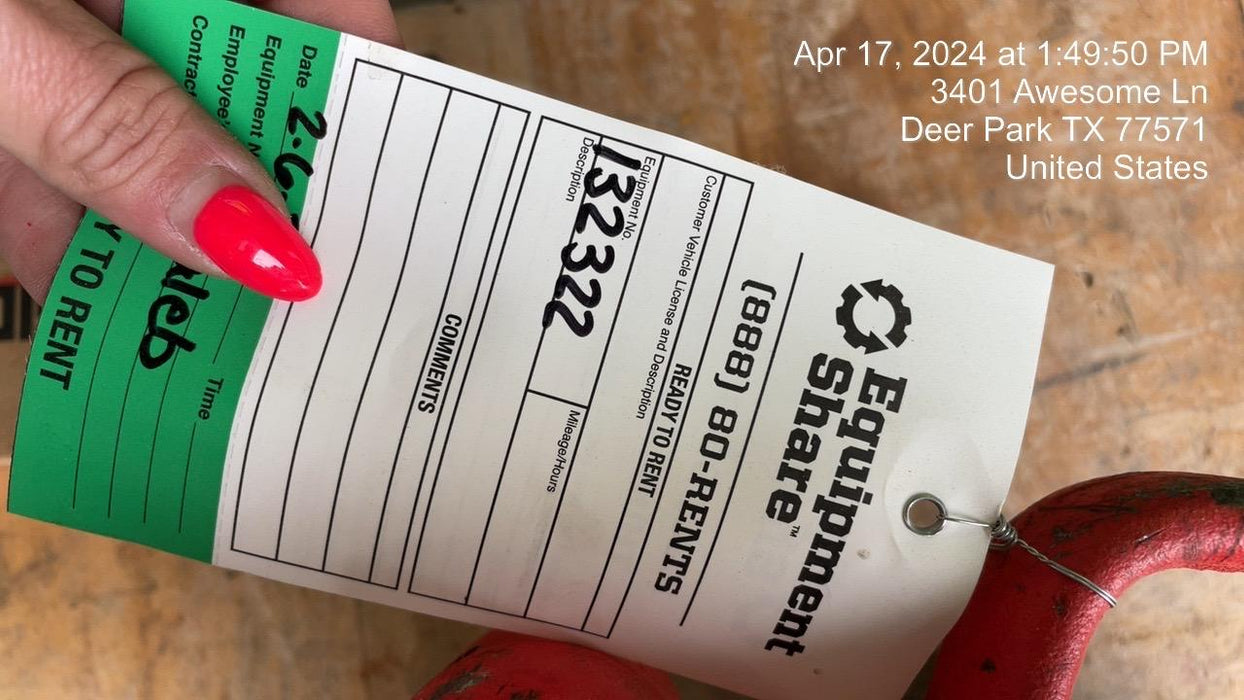 Apr 17, 2024 at 1:49:50 PM
3401 Awesome Ln
Deer Park TX 77571
United States
Equipment
Share™
(888) 80-RENTS
READY TO RENT
Customer Vehicle License and Description
Equipment No.
132322
Mileage/Hours
Description
COMMENTS
Date
Time
Equipment
TO RENT